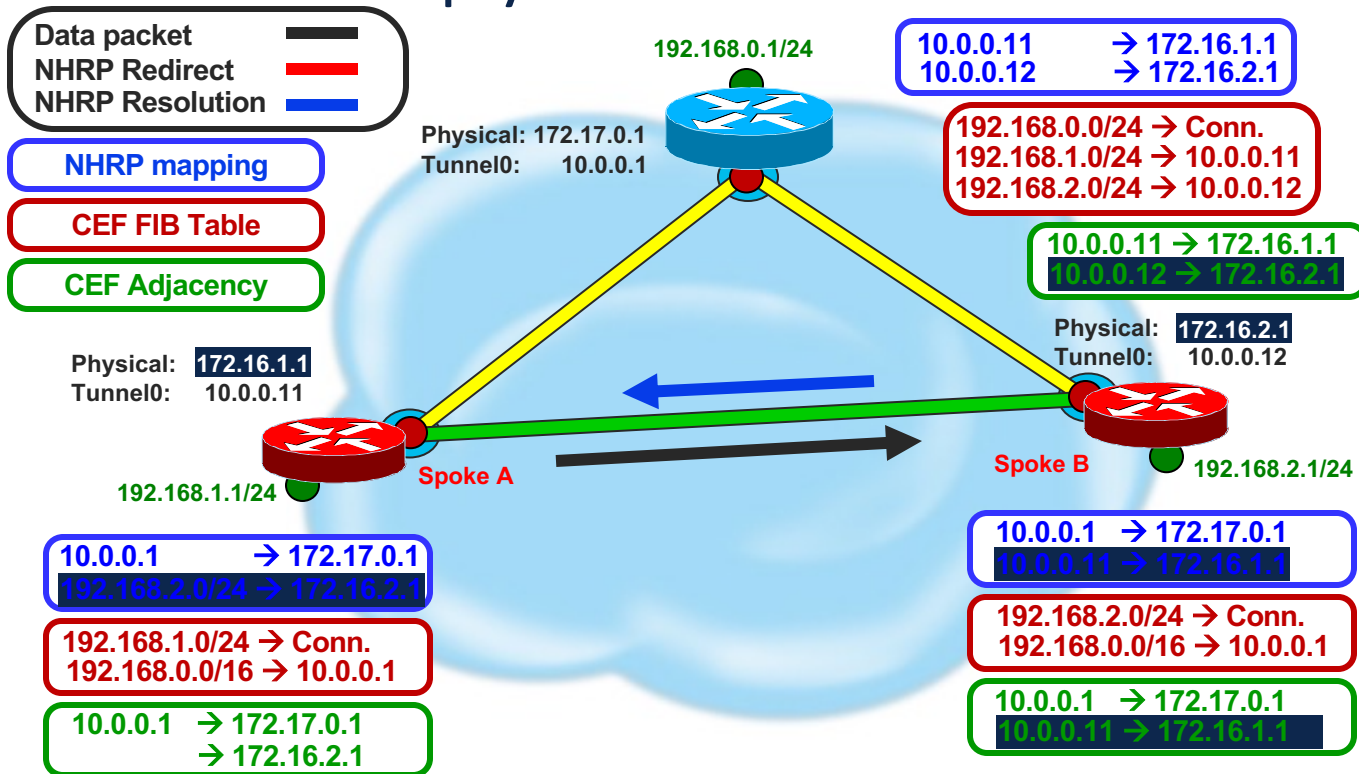 Data packet
NHRP Redirect
NHRP Resolution
NHRP mapping
CEF FIB Table
CEF Adjacency
192.168.0.1/24
Physical: 172.17.0.1
Tunnel0: 10.0.0.1
10.0.0.11 → 172.16.1.1
10.0.0.12 → 172.16.2.1
192.168.0.0/24 → Conn.
192.168.1.0/24 → 10.0.0.11
192.168.2.0/24 → 10.0.0.12
10.0.0.11 → 172.16.1.1
10.0.0.12 → 172.16.2.1
Physical: 172.16.1.1
Tunnel0: 10.0.0.11
Physical: 172.16.2.1
Tunnel0: 10.0.0.12
Spoke A
192.168.1.1/24
Spoke B
192.168.2.1/24
10.0.0.1 → 172.17.0.1
192.168.2.0/24 → 172.16.2.1
192.168.1.0/24 → Conn.
192.168.0.0/16 → 10.0.0.1
10.0.0.1 → 172.17.0.1
→ 172.16.2.1
10.0.0.1 → 172.17.0.1
10.0.0.11 → 172.16.1.1
192.168.2.0/24 → Conn.
192.168.0.0/16 → 10.0.0.1
10.0.0.1 → 172.17.0.1
10.0.0.11 → 172.16.1.1